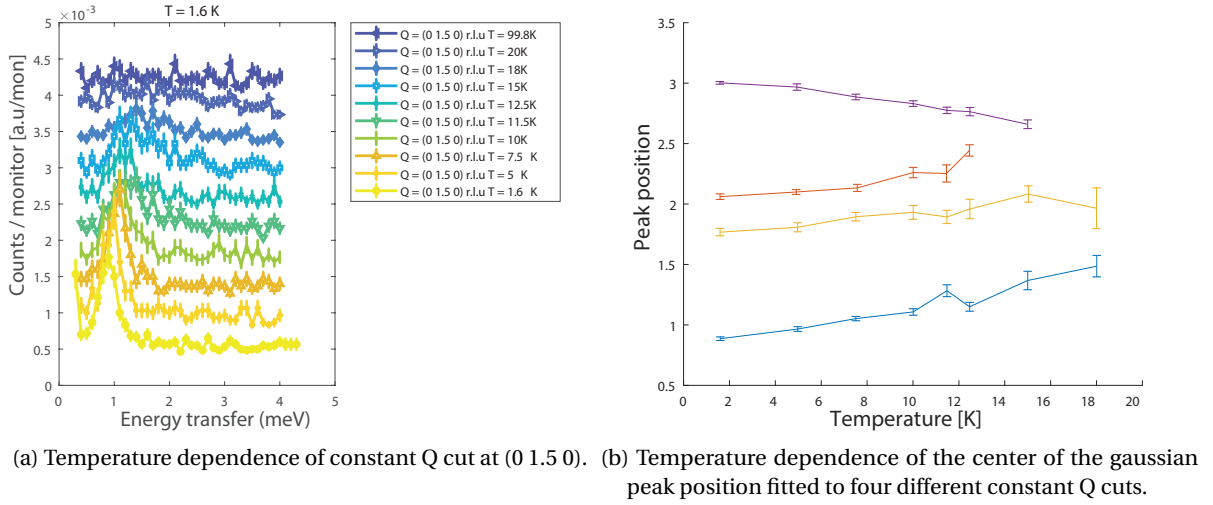 ×10⁻³
T = 1.6 K
5
4.5
4
3.5
3
2.5
2
1.5
1
0.5
0
Counts / monitor [a.u/mon]
0 1 2 3 4 5
Energy transfer (meV)
Q = (0 1.5 0) r.l.u T = 99.8K
Q = (0 1.5 0) r.l.u T = 20K
Q = (0 1.5 0) r.l.u T = 18K
Q = (0 1.5 0) r.l.u T = 15K
Q = (0 1.5 0) r.l.u T = 12.5K
Q = (0 1.5 0) r.l.u T = 11.5K
Q = (0 1.5 0) r.l.u T = 10K
Q = (0 1.5 0) r.l.u T = 7.5 K
Q = (0 1.5 0) r.l.u T = 5 K
Q = (0 1.5 0) r.l.u T = 1.6 K
3.5
3
2.5
2
1.5
1
0.5
Peak position
0 2 4 6 8 10 12 14 16 18 20
Temperature [K]
(a) Temperature dependence of constant Q cut at (0 1.5 0).
(b) Temperature dependence of the center of the gaussian
peak position fitted to four different constant Q cuts.